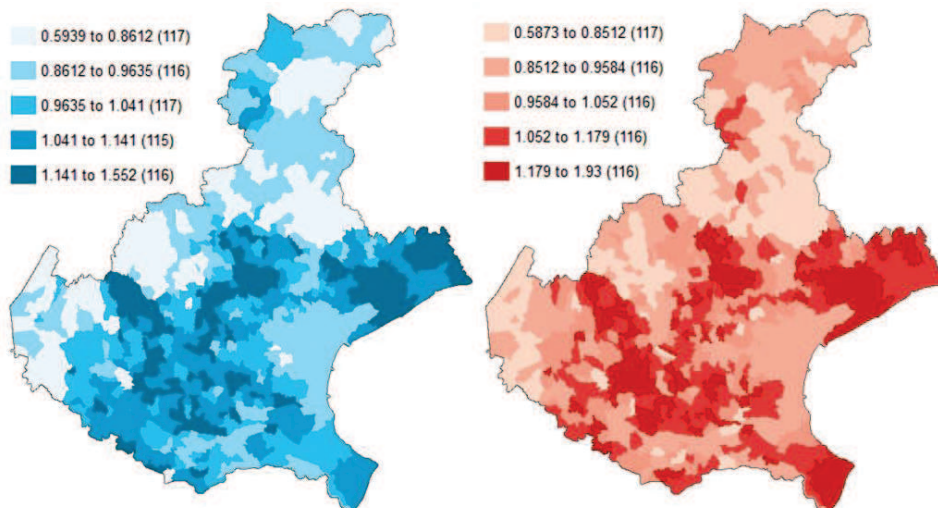 0.5939 to 0.8612 (117)
0.8612 to 0.9635 (116)
0.9635 to 1.041 (117)
1.041 to 1.141 (115)
1.141 to 1.552 (116)
0.5873 to 0.8512 (117)
0.8512 to 0.9584 (116)
0.9584 to 1.052 (116)
1.052 to 1.179 (116)
1.179 to 1.93 (116)